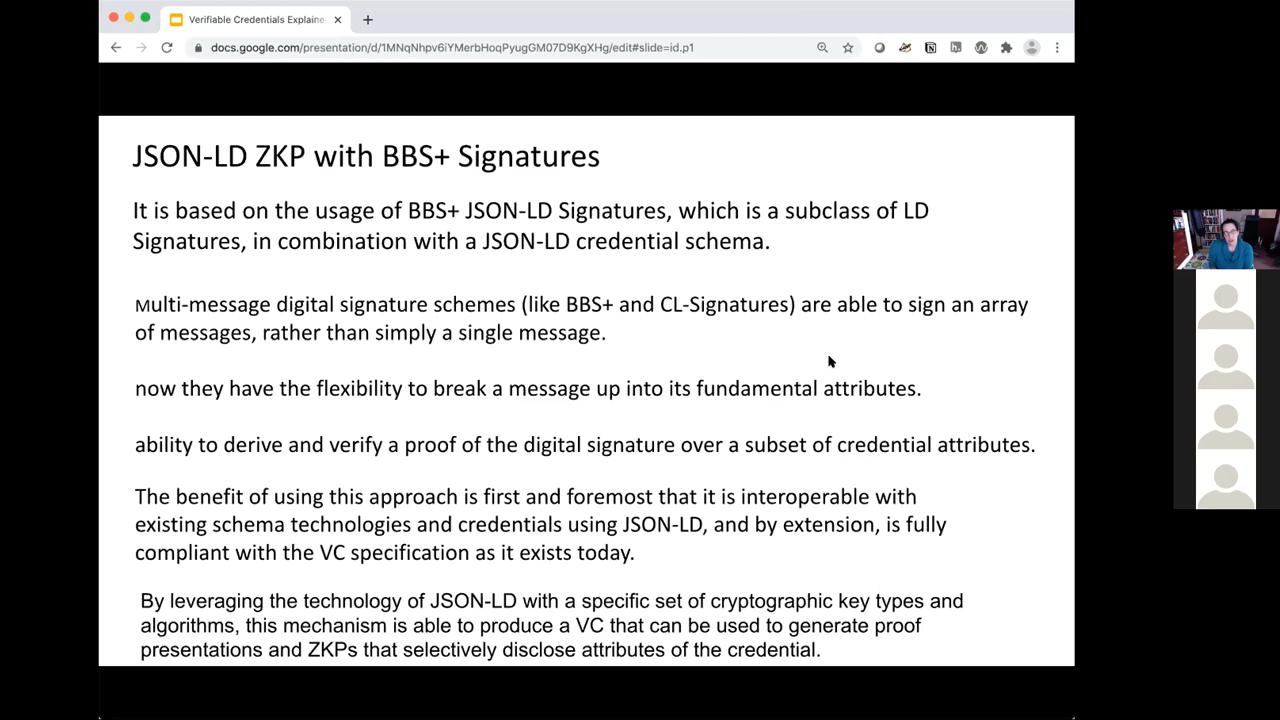 Verifiable Credentials Explaine
docs.google.com/presentation/d/1MNqNhpv6iYMerbHoqPyugGM07D9KgXHg/edit#slide=id.p1
JSON-LD ZKP with BBS+ Signatures
It is based on the usage of BBS+ JSON-LD Signatures, which is a subclass of LD
Signatures, in combination with a JSON-LD credential schema.
Multi-message digital signature schemes (like BBS+ and CL-Signatures) are able to sign an array
of messages, rather than simply a single message.
now they have the flexibility to break a message up into its fundamental attributes.
ability to derive and verify a proof of the digital signature over a subset of credential attributes.
The benefit of using this approach is first and foremost that it is interoperable with
existing schema technologies and credentials using JSON-LD, and by extension, is fully
compliant with the VC specification as it exists today.
By leveraging the technology of JSON-LD with a specific set of cryptographic key types and
algorithms, this mechanism is able to produce a VC that can be used to generate proof
presentations and ZKPs that selectively disclose attributes of the credential.